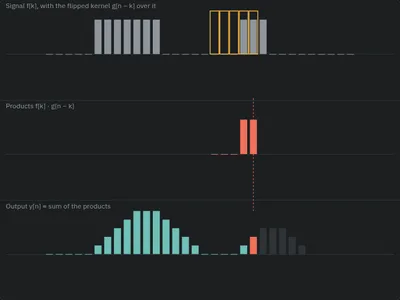 Signal f[k], with the flipped kernel g[n − k] over it
Products f[k] · g[n − k]
Output y[n] = sum of the products